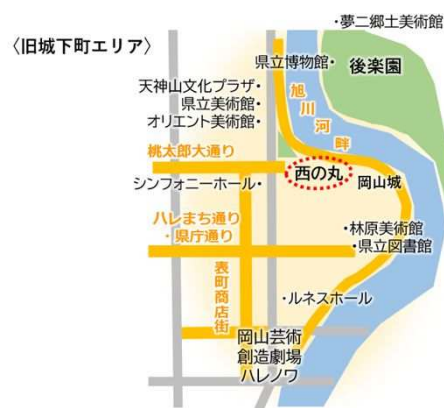 ・夢二郷土美術館
〈旧城下町エリア〉
県立博物館・
後楽園
天神山文化プラザ・
県立美術館・
オリエント美術館・
旭川河畔
桃太郎大通り
西の丸
岡山城
シンフォニーホール・
ハレまち通り
・県庁通り
・林原美術館
・県立図書館
表町商店街
・ルネスホール
岡山芸術
創造劇場
ハレノワ